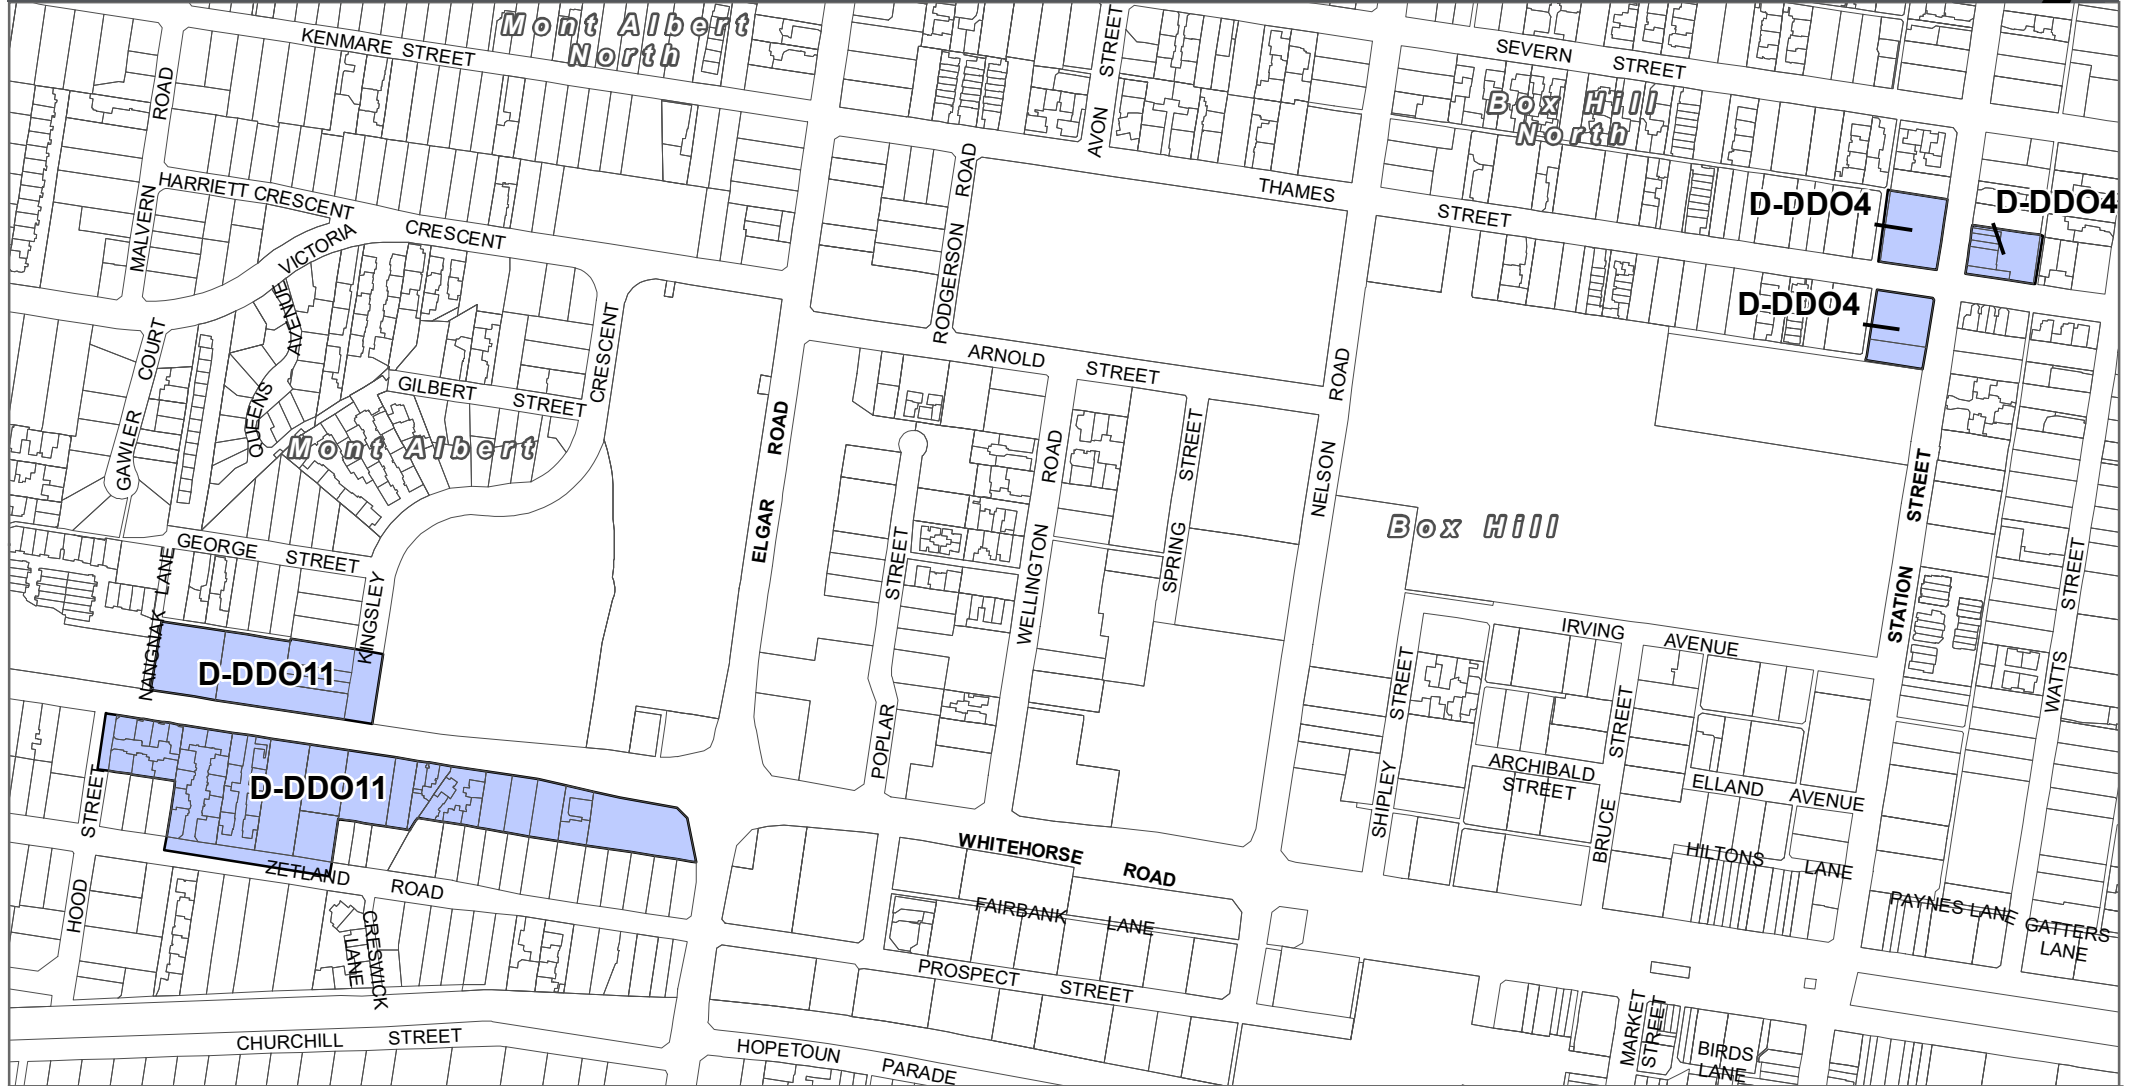 Mont Albert
North
KENMARE STREET
AVON STREET
SEVERN STREET
Box Hill
North
MALVERN ROAD
HARRIETT CRESCENT
VICTORIA CRESCENT
RODGERSON ROAD
THAMES STREET
D-DDO4
D-DDO4
D-DDO4
GAWLER COURT
QUEENS AVENUE
GILBERT STREET
KINGSLEY CRESCENT
Mont Albert
ELGAR ROAD
ARNOLD STREET
WELLINGTON ROAD
SPRING STREET
NELSON ROAD
Box Hill
STATION STREET
WATTS STREET
GEORGE STREET
NANGNAK LANE
D-DDO11
D-DDO11
POPLAR STREET
SHIPLEY STREET
IRVING AVENUE
BRUCE STREET
ARCHIBALD
STREET
ELLAND AVENUE
HILTONS LANE
HOOD STREET
ZETLAND ROAD
CRESWICK
LANE
WHITEHORSE ROAD
FAIRBANK LANE
PROSPECT STREET
PAYNES LANE
GATTERS
LANE
CHURCHILL STREET
HOPETOUN PARADE
MARKET
STREET
BIRDS
LANE